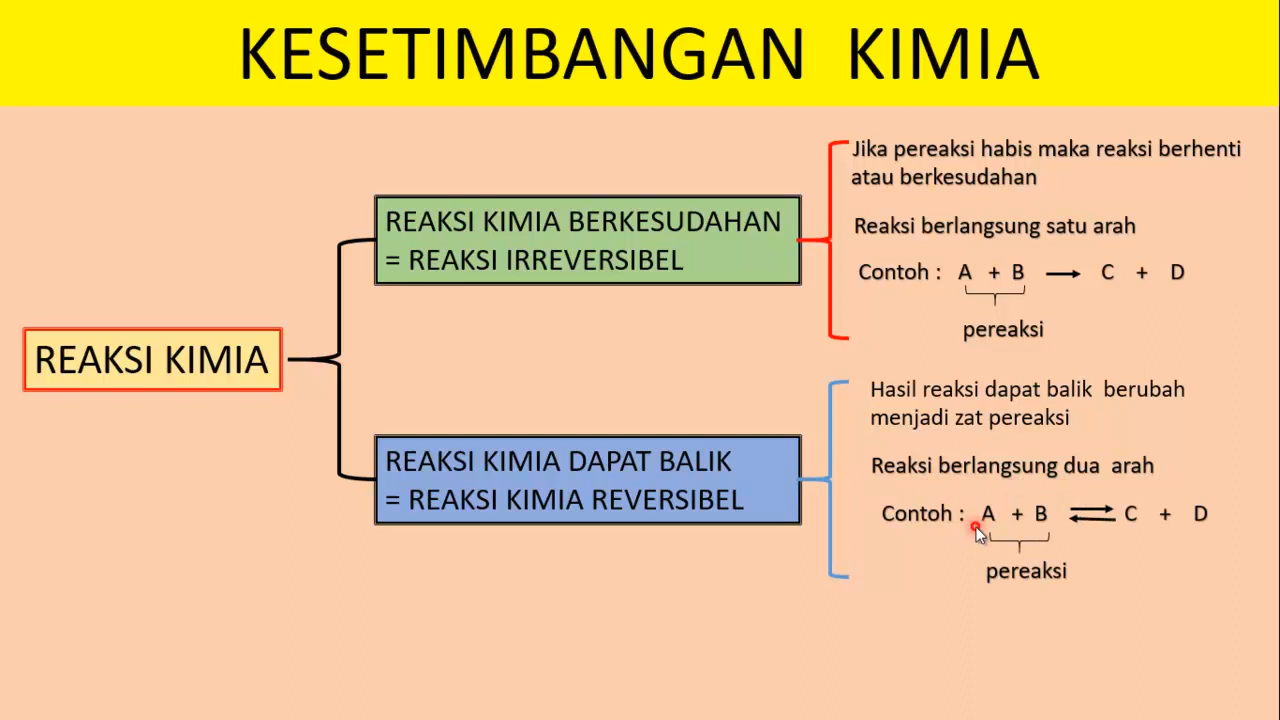 KESETIMBANGAN KIMIA
REAKSI KIMIA
REAKSI KIMIA BERKESUDAHAN
= REAKSI IRREVERSIBEL
Jika pereaksi habis maka reaksi berhenti
atau berkesudahan
Reaksi berlangsung satu arah
Contoh : A + B → C + D
pereaksi
REAKSI KIMIA DAPAT BALIK
= REAKSI KIMIA REVERSIBEL
Hasil reaksi dapat balik berubah
menjadi zat pereaksi
Reaksi berlangsung dua arah
Contoh : A + B ⇌ C + D
pereaksi